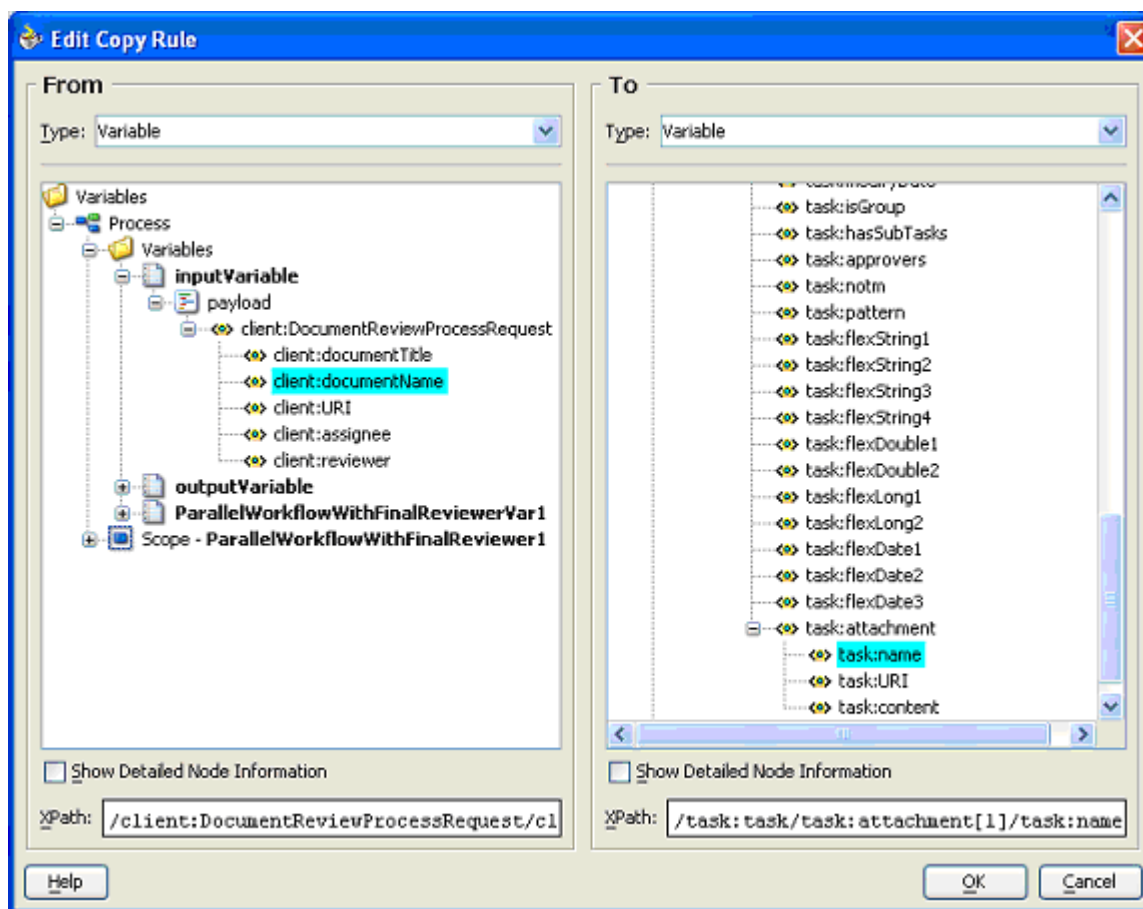 Edit Copy Rule
From
Type: Variable
Variables
Process
Variables
inputVariable
payload
client:DocumentReviewProcessRequest
client:documentTitle
client:documentName
client:URI
client:assignee
client:reviewer
outputVariable
ParallelWorkflowWithFinalReviewerVar1
Scope - ParallelWorkflowWithFinalReviewer1
Show Detailed Node Information
XPath: /client:DocumentReviewProcessRequest/cl
To
Type: Variable
task:isGroup
task:hasSubTasks
task:approvers
task:notm
task:pattern
task:flexString1
task:flexString2
task:flexString3
task:flexString4
task:flexDouble1
task:flexDouble2
task:flexLong1
task:flexLong2
task:flexDate1
task:flexDate2
task:flexDate3
task:attachment
task:name
task:URI
task:content
Show Detailed Node Information
XPath: /task:task/task:attachment[1]/task:name
Help
OK
Cancel